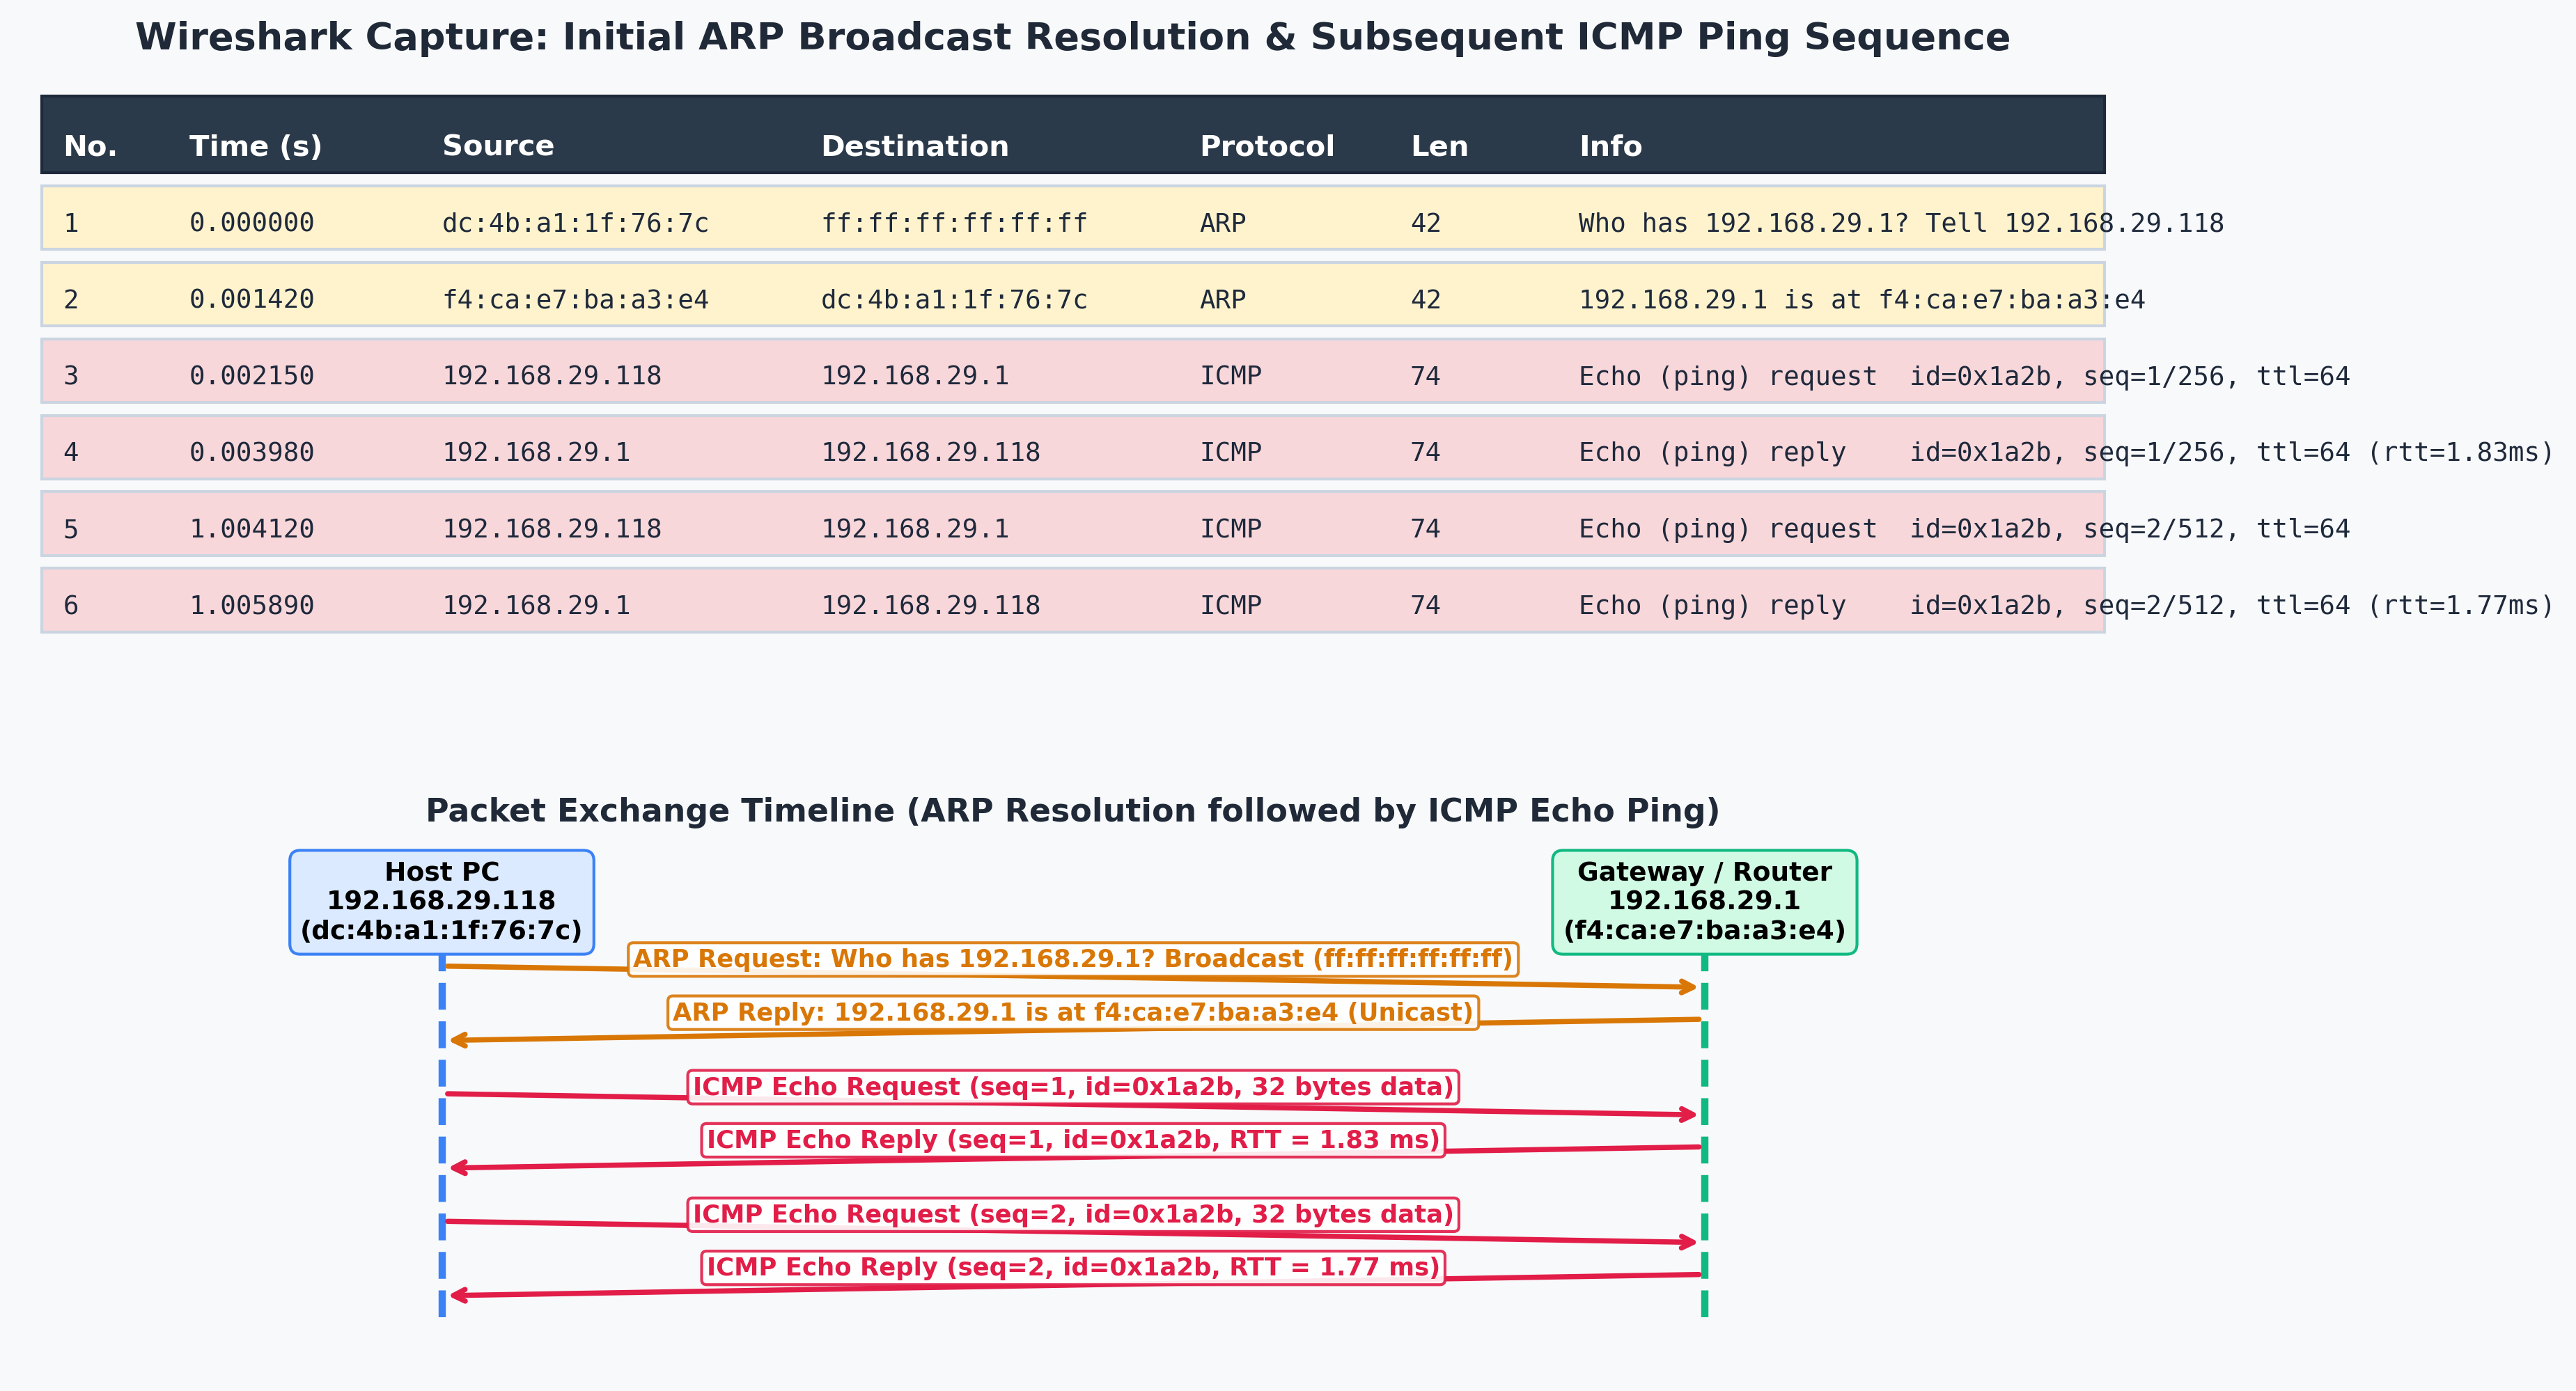 Wireshark Capture: Initial ARP Broadcast Resolution & Subsequent ICMP Ping Sequence
No. Time (s) Source Destination Protocol Len Info
1 0.000000 dc:4b:a1:1f:76:7c ff:ff:ff:ff:ff:ff ARP 42 Who has 192.168.29.1? Tell 192.168.29.118
2 0.001420 f4:ca:e7:ba:a3:e4 dc:4b:a1:1f:76:7c ARP 42 192.168.29.1 is at f4:ca:e7:ba:a3:e4
3 0.002150 192.168.29.118 192.168.29.1 ICMP 74 Echo (ping) request  id=0x1a2b, seq=1/256, ttl=64
4 0.003980 192.168.29.1 192.168.29.118 ICMP 74 Echo (ping) reply    id=0x1a2b, seq=1/256, ttl=64 (rtt=1.83ms)
5 1.004120 192.168.29.118 192.168.29.1 ICMP 74 Echo (ping) request  id=0x1a2b, seq=2/512, ttl=64
6 1.005890 192.168.29.1 192.168.29.118 ICMP 74 Echo (ping) reply    id=0x1a2b, seq=2/512, ttl=64 (rtt=1.77ms)
Packet Exchange Timeline (ARP Resolution followed by ICMP Echo Ping)
Host PC
192.168.29.118
(dc:4b:a1:1f:76:7c)
Gateway / Router
192.168.29.1
(f4:ca:e7:ba:a3:e4)
ARP Request: Who has 192.168.29.1? Broadcast (ff:ff:ff:ff:ff:ff)
ARP Reply: 192.168.29.1 is at f4:ca:e7:ba:a3:e4 (Unicast)
ICMP Echo Request (seq=1, id=0x1a2b, 32 bytes data)
ICMP Echo Reply (seq=1, id=0x1a2b, RTT = 1.83 ms)
ICMP Echo Request (seq=2, id=0x1a2b, 32 bytes data)
ICMP Echo Reply (seq=2, id=0x1a2b, RTT = 1.77 ms)